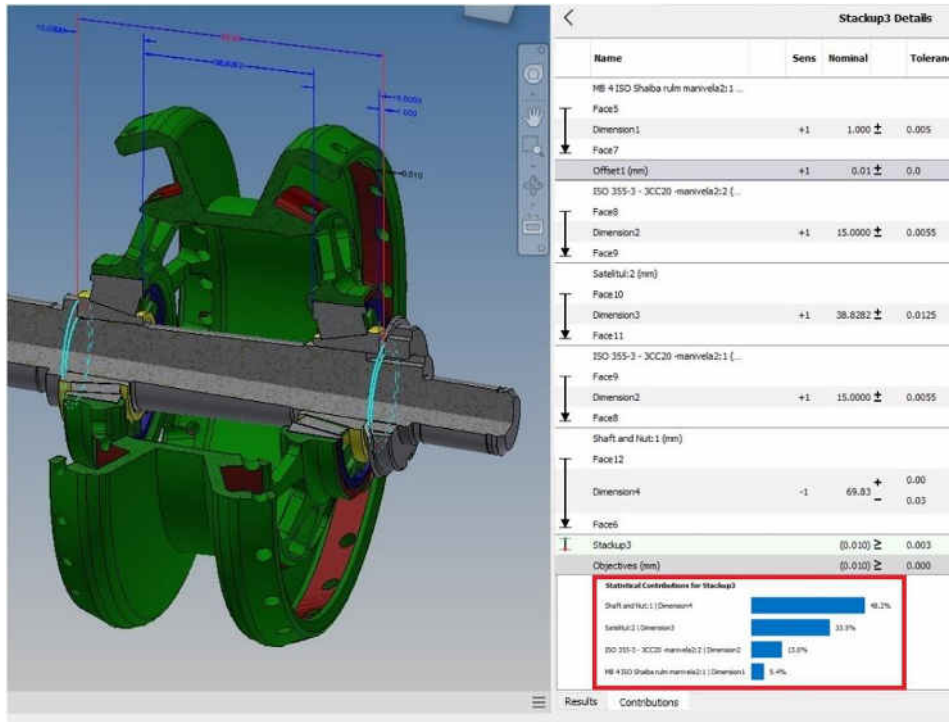 Stackup3 Details
Name Sens Nominal Toleranc
MB 4 ISO Shaiba rulm manivela2:1 ...
Face5
Dimension1 +1 1.000 ± 0.005
Face7
Offset1 (mm) +1 0.01 ± 0.0
ISO 355-3 - 3CC20 -manivela2:2 (...
Face8
Dimension2 +1 15.0000 ± 0.0055
Face9
Satelitul:2 (mm)
Face10
Dimension3 +1 38.8282 ± 0.0125
Face11
ISO 355-3 - 3CC20 -manivela2:1 (...
Face9
Dimension2 +1 15.0000 ± 0.0055
Face8
Shaft and Nut:1 (mm)
Face12
Dimension4 -1 69.83 + 0.00
- 0.03
Face6
Stackup3 (0.010) ≥ 0.003
Objectives (mm) (0.010) ≥ 0.000
Statistical Contributions for Stackup3
Shaft and Nut:1 | Dimension4 48.2%
Satelitul:2 | Dimension3
ISO 355-3 - 3CC20 -manivela2:2 | Dimension2
MB 4 ISO Shaiba rulm manivela2:1 | Dimension1 5.4%
Results Contributions